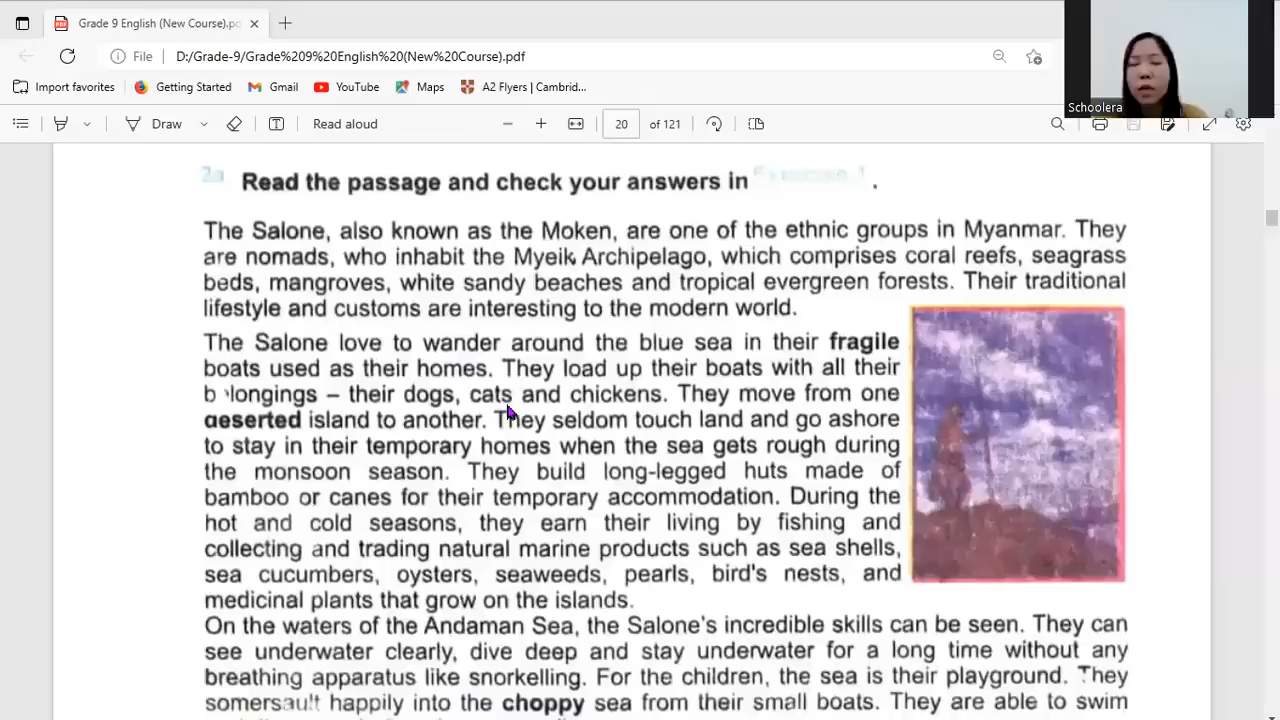 Grade 9 English (New Course).pc
File
D:/Grade-9/Grade%209%20English%20(New%20Course).pdf
Schoolera
Import favorites
Getting Started
Gmail
YouTube
Maps
A2 Flyers | Cambrid...
Draw
Read aloud
20
of 121
2a Read the passage and check your answers in Exercise 1 .
The Salone, also known as the Moken, are one of the ethnic groups in Myanmar. They
are nomads, who inhabit the Myeik Archipelago, which comprises coral reefs, seagrass
beds, mangroves, white sandy beaches and tropical evergreen forests. Their traditional
lifestyle and customs are interesting to the modern world.
The Salone love to wander around the blue sea in their fragile
boats used as their homes. They load up their boats with all their
belongings – their dogs, cats and chickens. They move from one
deserted island to another. They seldom touch land and go ashore
to stay in their temporary homes when the sea gets rough during
the monsoon season. They build long-legged huts made of
bamboo or canes for their temporary accommodation. During the
hot and cold seasons, they earn their living by fishing and
collecting and trading natural marine products such as sea shells,
sea cucumbers, oysters, seaweeds, pearls, bird's nests, and
medicinal plants that grow on the islands.
On the waters of the Andaman Sea, the Salone's incredible skills can be seen. They can
see underwater clearly, dive deep and stay underwater for a long time without any
breathing apparatus like snorkelling. For the children, the sea is their playground. They
somersault happily into the choppy sea from their small boats. They are able to swim